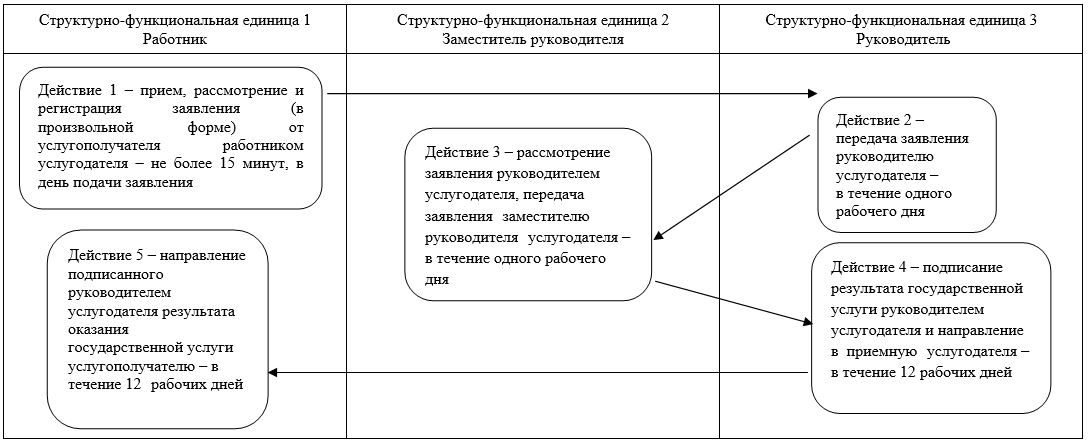 Структурно-функциональная единица 1
Работник
Структурно-функциональная единица 2
Заместитель руководителя
Структурно-функциональная единица 3
Руководитель
Действие 1 – прием, рассмотрение и
регистрация заявления (в
произвольной форме) от
услугополучателя работником
услугодателя – не более 15 минут, в
день подачи заявления
Действие 2 –
передача заявления
руководителю
услугодателя –
в течение одного
рабочего дня
Действие 3 – рассмотрение
заявления руководителем
услугодателя, передача
заявления заместителю
руководителя услугодателя –
в течение одного рабочего
дня
Действие 4 – подписание
результата государственной
услуги руководителем
услугодателя и направление
в приемную услугодателя –
в течение 12 рабочих дней
Действие 5 – направление
подписанного
руководителем
услугодателя результата
оказания
государственной услуги
услугополучателю – в
течение 12 рабочих дней